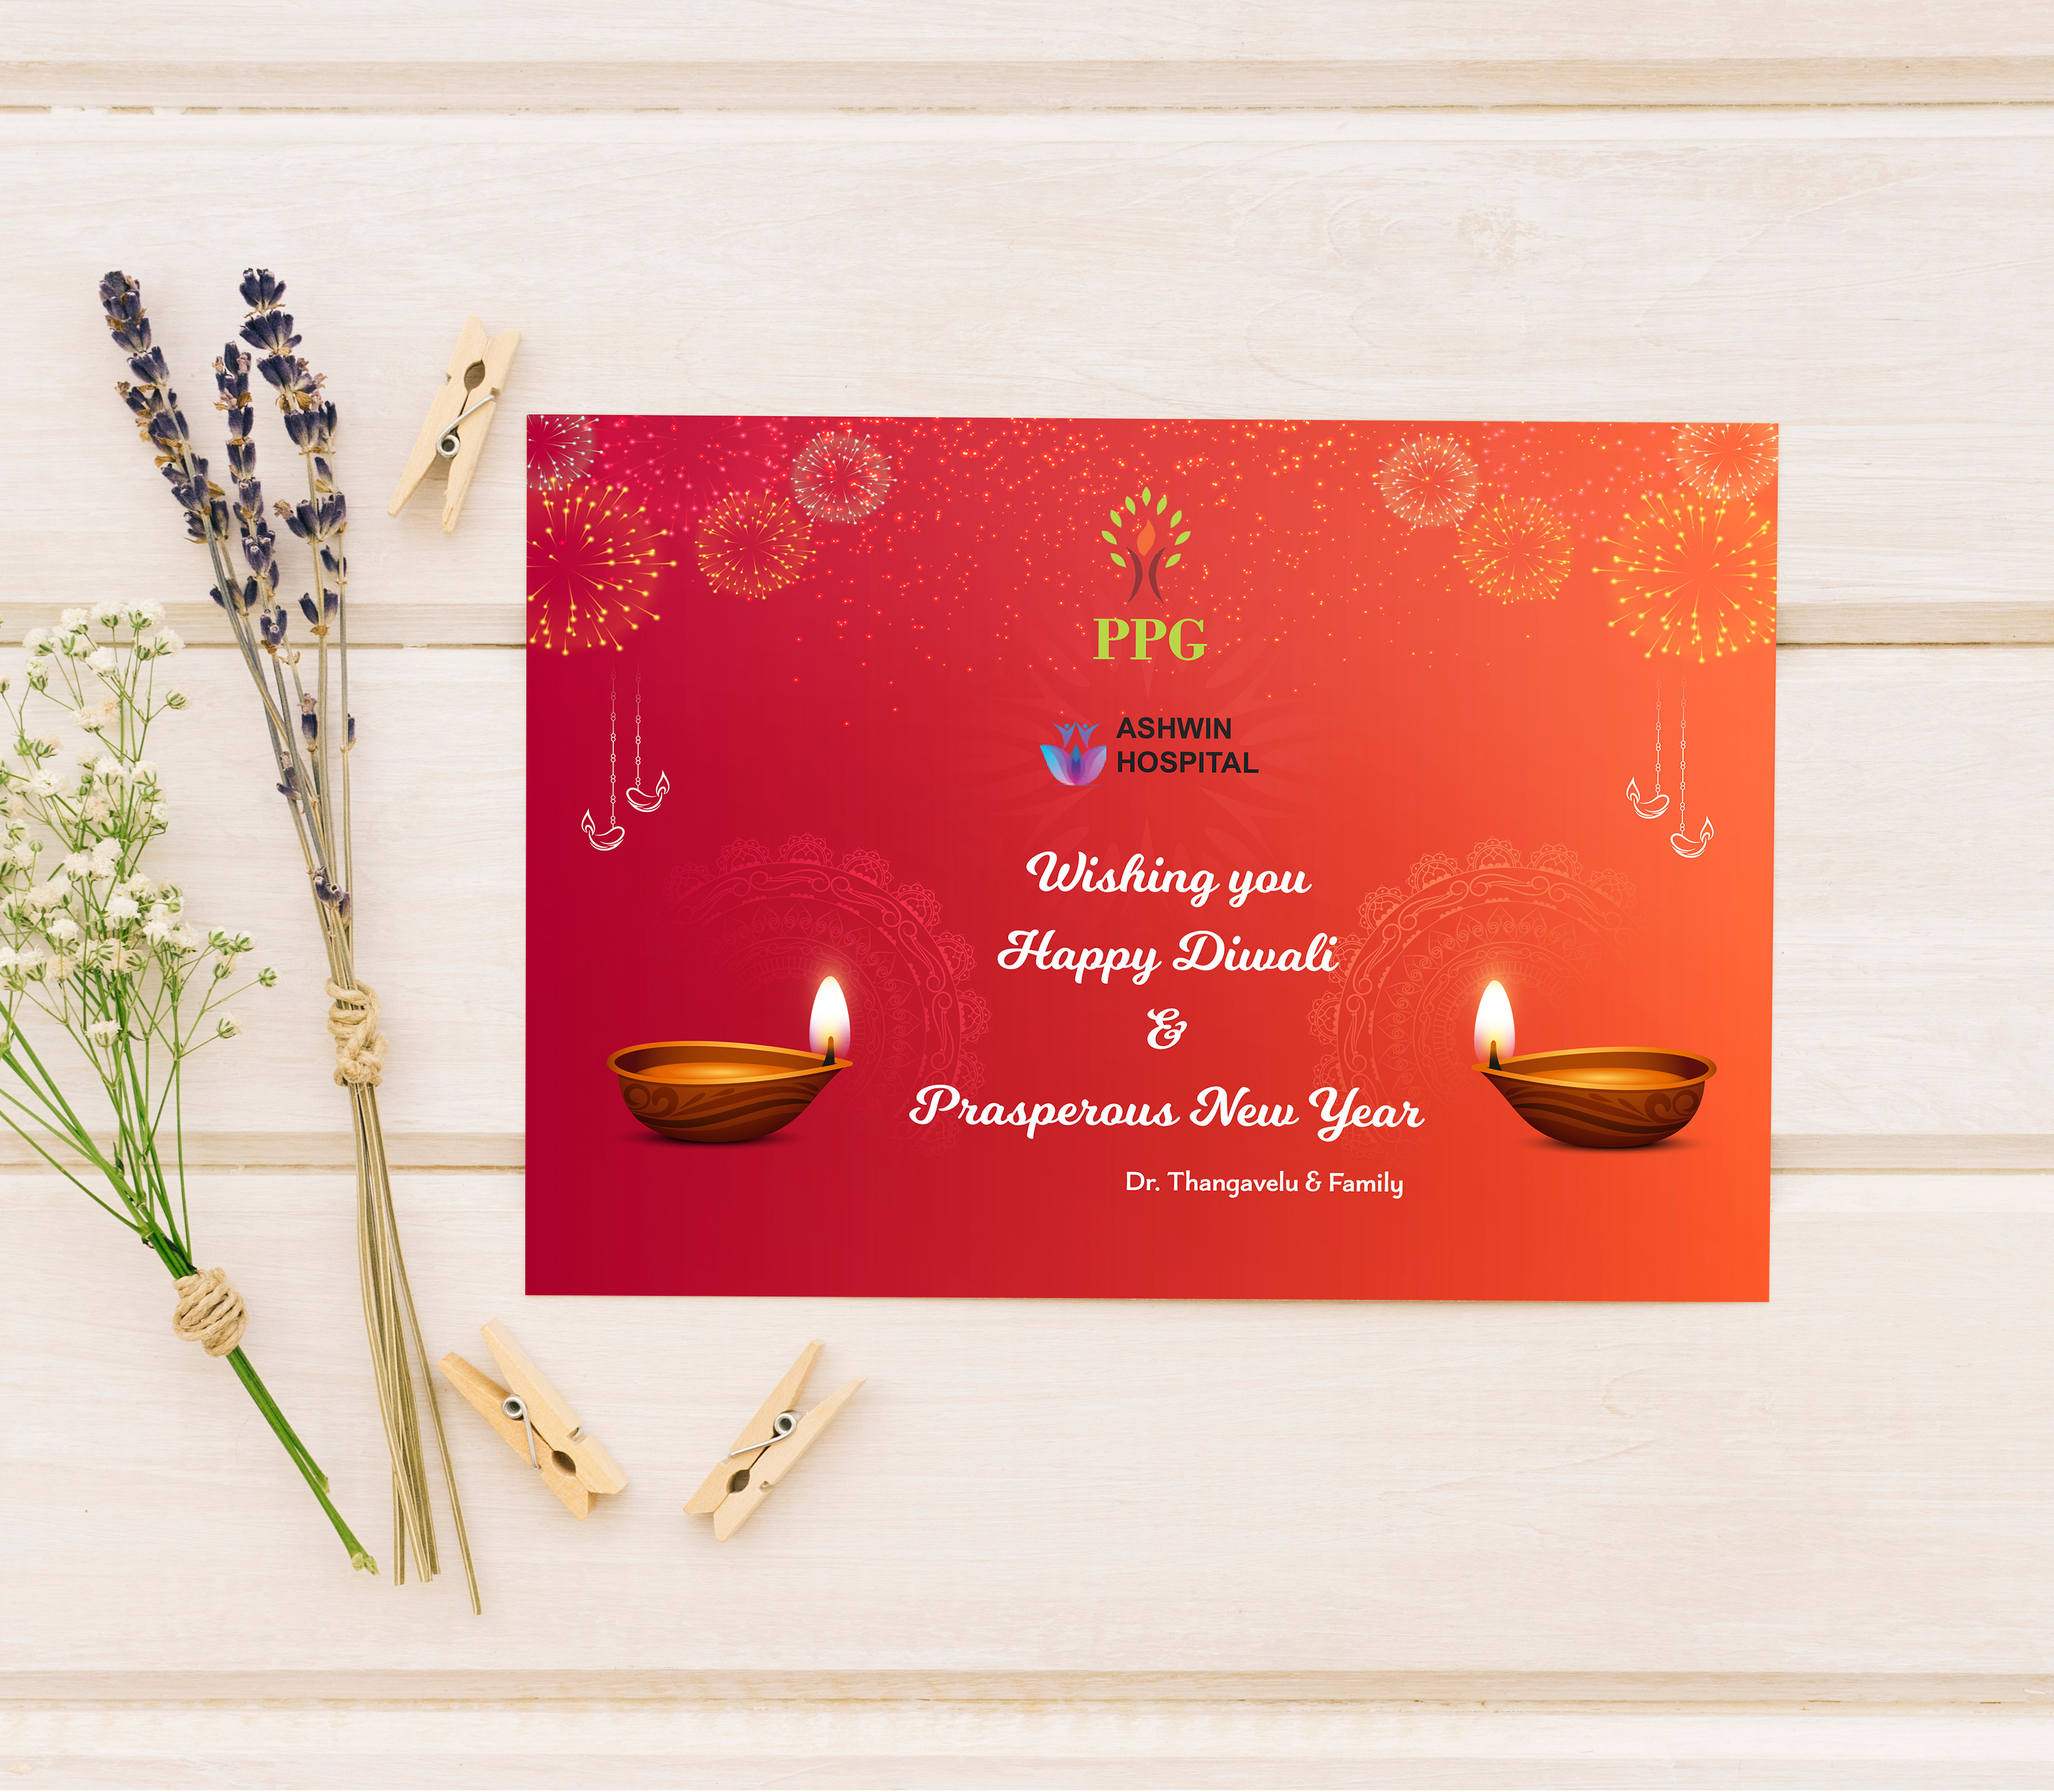 PPG
ASHWIN
HOSPITAL
Wishing you
Happy Diwali
&
Prasperous New Year
Dr. Thangavelu & Family